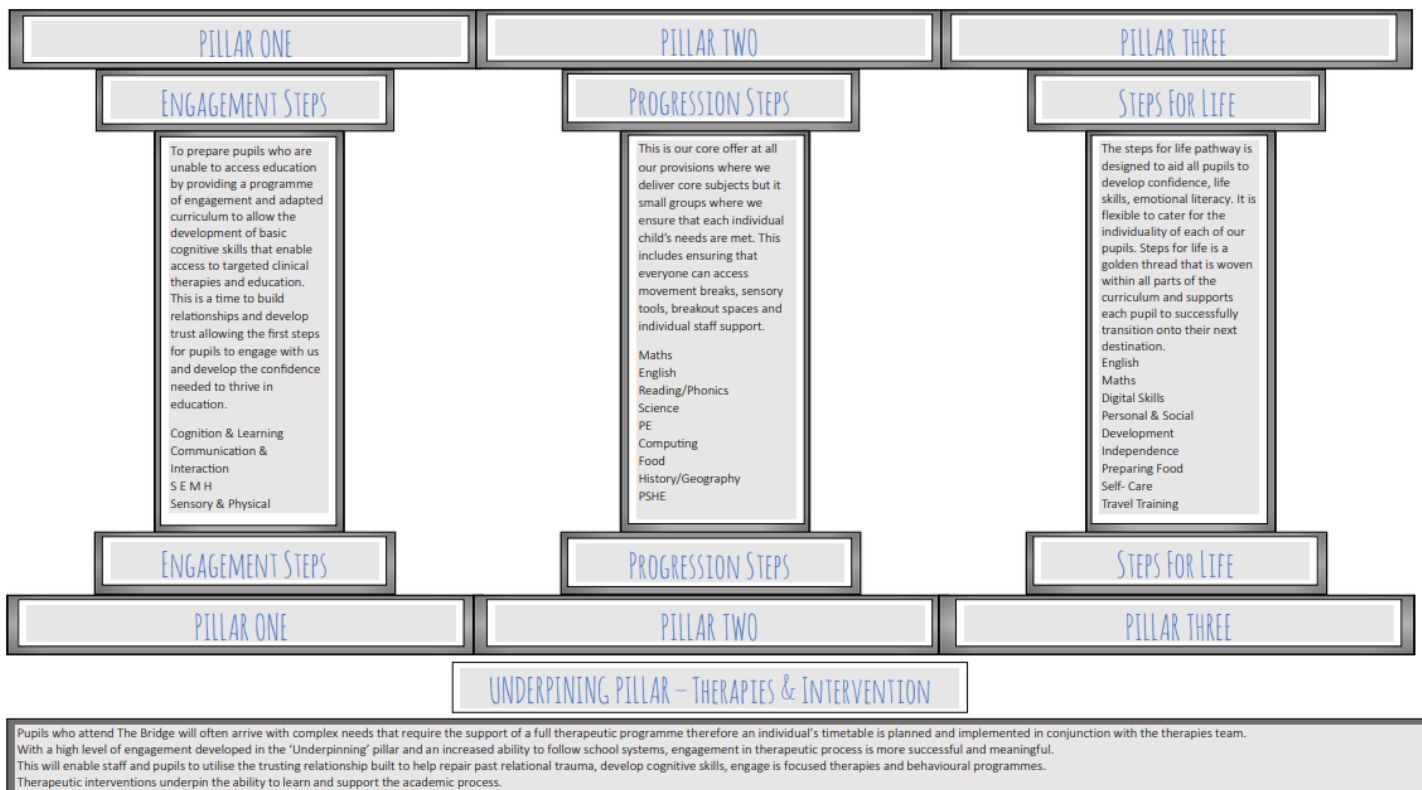 PILLAR ONE
PILLAR TWO
PILLAR THREE
ENGAGEMENT STEPS
PROGRESSION STEPS
STEPS FOR LIFE
To prepare pupils who are
unable to access education
by providing a programme
of engagement and adapted
curriculum to allow the
development of basic
cognitive skills that enable
access to targeted clinical
therapies and education.
This is a time to build
relationships and develop
trust allowing the first steps
for pupils to engage with us
and develop the confidence
needed to thrive in
education.
Cognition & Learning
Communication &
Interaction
S E M H
Sensory & Physical
This is our core offer at all
our provisions where we
deliver core subjects but it
small groups where we
ensure that each individual
child's needs are met. This
includes ensuring that
everyone can access
movement breaks, sensory
tools, breakout spaces and
individual staff support.
Maths
English
Reading/Phonics
Science
PE
Computing
Food
History/Geography
PSHE
The steps for life pathway is
designed to aid all pupils to
develop confidence, life
skills, emotional literacy. It is
flexible to cater for the
individuality of each of our
pupils. Steps for life is a
golden thread that is woven
within all parts of the
curriculum and supports
each pupil to successfully
transition onto their next
destination.
English
Maths
Digital Skills
Personal & Social
Development
Independence
Preparing Food
Self- Care
Travel Training
ENGAGEMENT STEPS
PROGRESSION STEPS
STEPS FOR LIFE
PILLAR ONE
PILLAR TWO
PILLAR THREE
UNDERPINING PILLAR – THERAPIES & INTERVENTION
Pupils who attend The Bridge will often arrive with complex needs that require the support of a full therapeutic programme therefore an individual's timetable is planned and implemented in conjunction with the therapies team.
With a high level of engagement developed in the 'Underpinning' pillar and an increased ability to follow school systems, engagement in therapeutic process is more successful and meaningful.
This will enable staff and pupils to utilise the trusting relationship built to help repair past relational trauma, develop cognitive skills, engage is focused therapies and behavioural programmes.
Therapeutic interventions underpin the ability to learn and support the academic process.